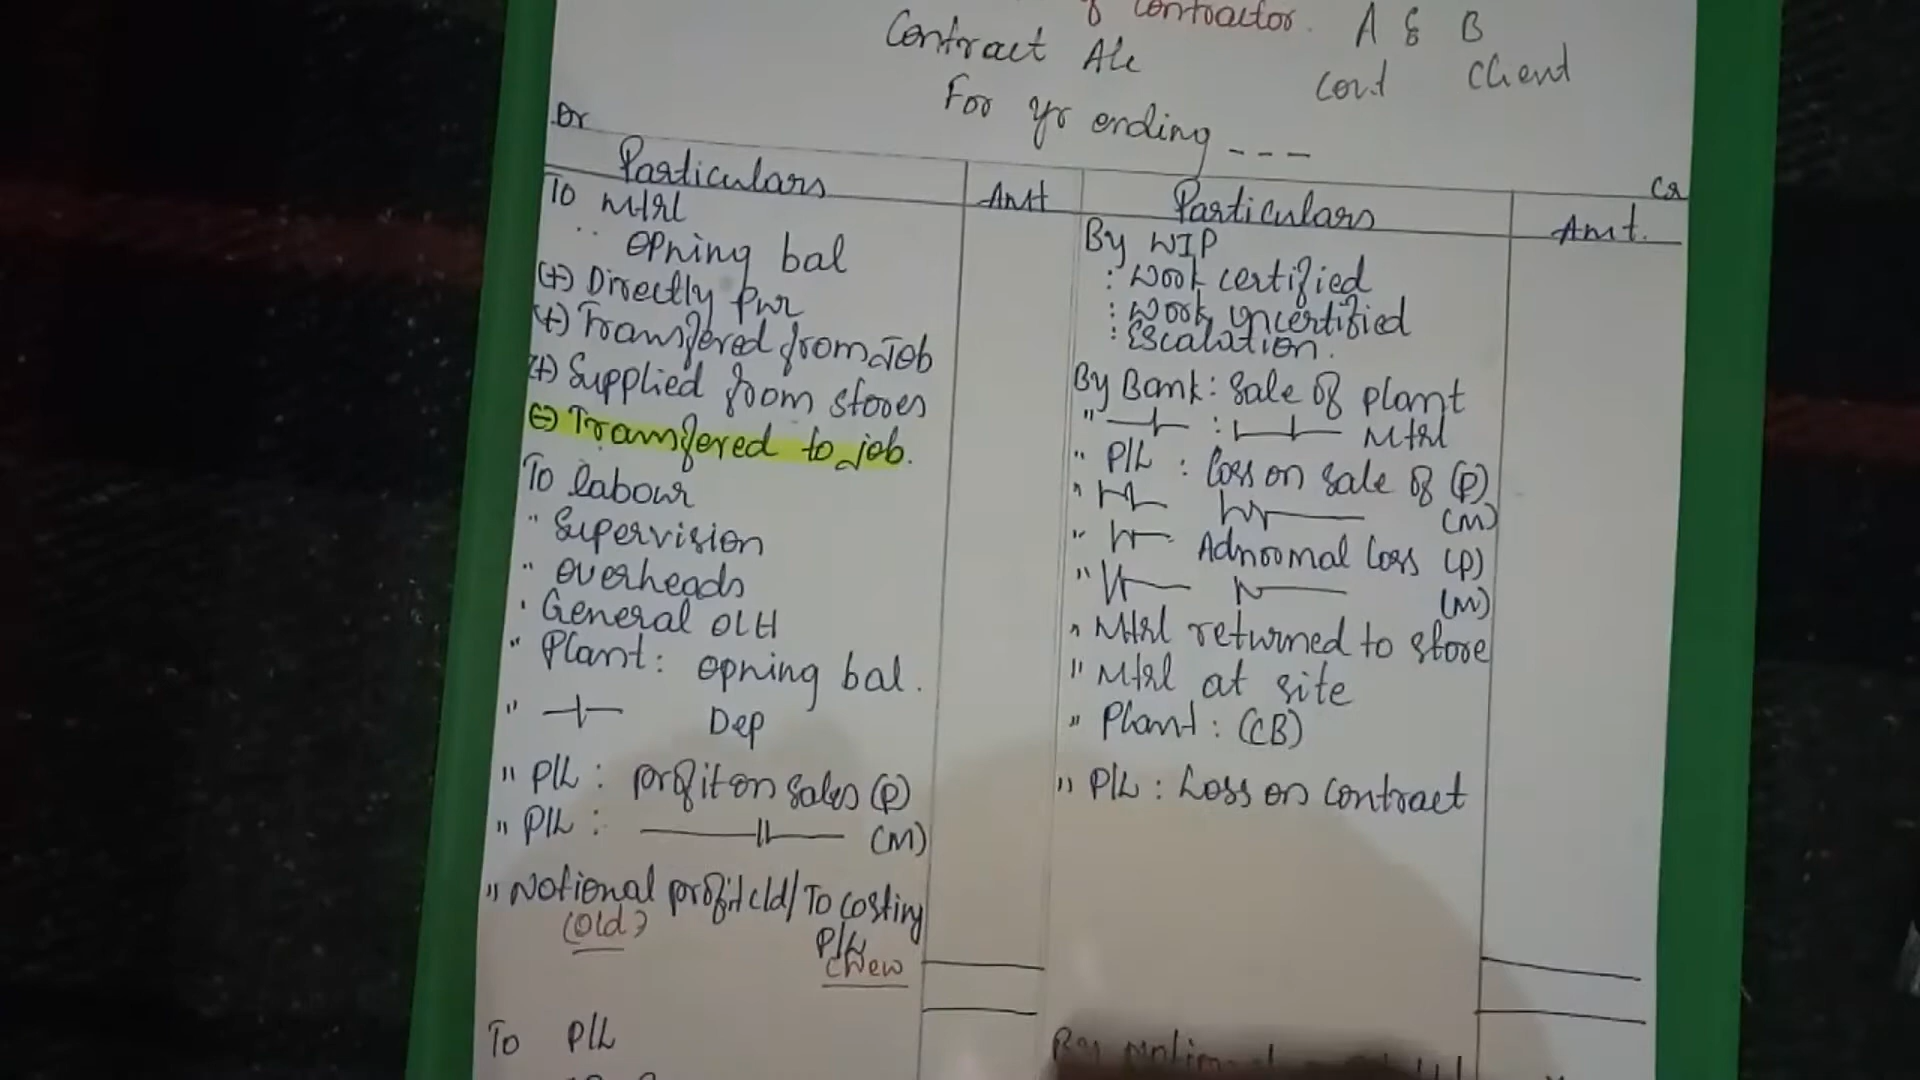 contractor. A & B
Contract A/c cont client
For yr ending ---
Dr Cr
Particulars Amt Particulars Amt.
To Mtrl
opning bal
(+) Directly pur
(+) Transfered from Job
(+) Supplied from stores
(-) Transfered to job.
To labour
" Supervision
" overheads
" General O/H
" Plant: opning bal.
" Dep
" P/L: profit on sales (P)
" P/L: (M)
" Notional profit c/d/ To costing
(Old) P/L
(New
To P/L
By WIP
: Work certified
: Work uncertified
: Escalation.
By Bank: Sale of plant
" : Mtrl
" P/L: loss on sale of (P)
" (M)
" Adnormal loss (P)
" (M)
" Mtrl returned to store
" Mtrl at site
" Plant: (CB)
" P/L: Loss on contract